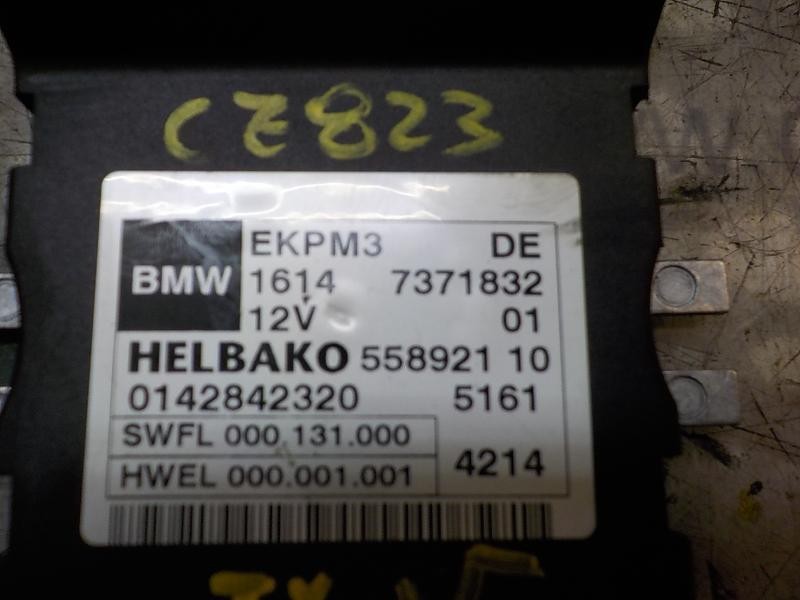 CE823
EKPM3 DE
BMW 1614 7371832
12V 01
HELBAKO 558921 10
0142842320 5161
SWFL 000.131.000
HWEL 000.001.001 4214